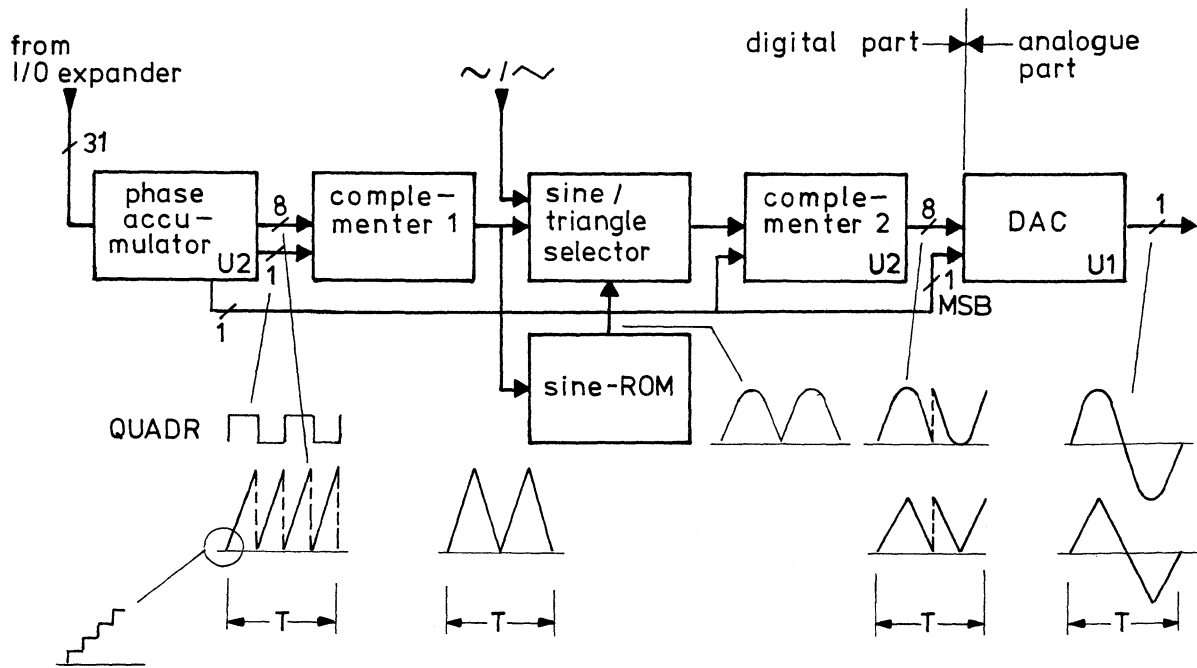 from
I/O expander
~/~
digital part
analogue
part
31
phase
accu-
mulator
U2
8
1
comple-
menter 1
sine/
triangle
selector
comple-
menter 2
U2
8
1
MSB
DAC
U1
1
1
sine-ROM
QUADR
T
T
T
T